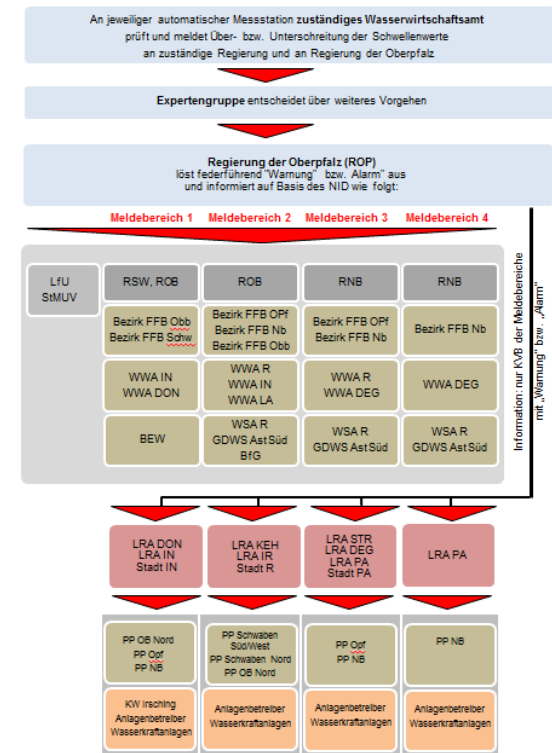 An jeweiliger automatischer Messstation zuständiges Wasserwirtschaftsamt
prüft und meldet Über- bzw. Unterschreitung der Schwellenwerte
an zuständige Regierung und an Regierung der Oberpfalz
Expertengruppe entscheidet über weiteres Vorgehen
Regierung der Oberpfalz (ROP)
löst federführend "Warnung" bzw. Alarm" aus
und informiert auf Basis des NID wie folgt:
Meldebereich 1 Meldebereich 2 Meldebereich 3 Meldebereich 4
LfU
StMUV
RSW, ROB
ROB
RNB
RNB
Bezirk FFB Obb
Bezirk FFB Schw
Bezirk FFB OPf
Bezirk FFB Nb
Bezirk FFB Obb
Bezirk FFB OPf
Bezirk FFB Nb
Bezirk FFB Nb
WWA IN
WWA DON
WWA R
WWA IN
WWA LA
WWA R
WWA DEG
WWA DEG
BEW
WSA R
GDWS Ast Süd
BfG
WSA R
GDWS Ast Süd
WSA R
GDWS Ast Süd
Information: nur KVB der Meldebereiche
mit „Warnung" bzw. „Alarm"
LRA DON
LRA IN
Stadt IN
LRA KEH
LRA IR
Stadt R
LRA STR
LRA DEG
LRA PA
Stadt PA
LRA PA
PP OB Nord
PP Opf
PP NB
PP Schwaben
Süd/West
PP Schwaben Nord
PP OB Nord
PP Opf
PP NB
PP NB
KW Irsching
Anlagenbetreiber
Wasserkraftanlagen
Anlagenbetreiber
Wasserkraftanlagen
Anlagenbetreiber
Wasserkraftanlagen
Anlagenbetreiber
Wasserkraftanlagen